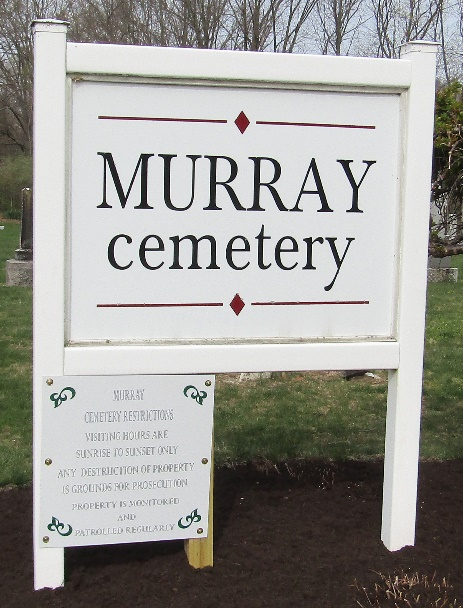 MURRAY
cemetery
MURRAY
CEMETERY RESTRICTIONS
VISITING HOURS ARE
SUNRISE TO SUNSET ONLY
ANY DESTRUCTION OF PROPERTY
IS GROUNDS FOR PROSECUTION
PROPERTY IS MONITORED
AND
PATROLLED REGULARLY